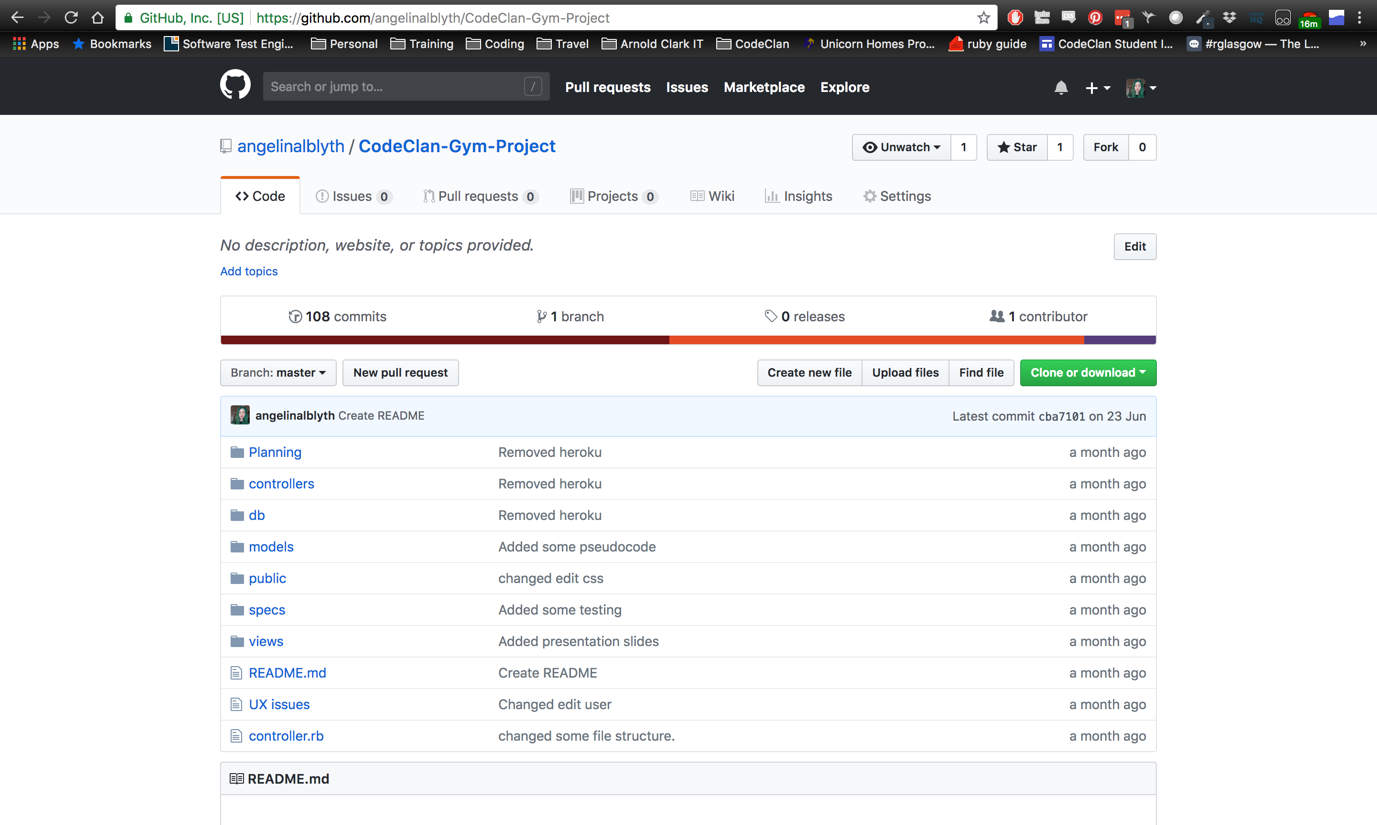 GitHub, Inc. [US] https://github.com/angelinalblyth/CodeClan-Gym-Project 1 16m
Apps Bookmarks Software Test Engi... Personal Training Coding Travel Arnold Clark IT CodeClan Unicorn Homes Pro... ruby guide CodeClan Student I... #rglasgow — The L... »
Search or jump to... / Pull requests Issues Marketplace Explore
angelinalblyth / CodeClan-Gym-Project Unwatch 1 Star 1 Fork 0
Code Issues 0 Pull requests 0 Projects 0 Wiki Insights Settings
No description, website, or topics provided. Edit
Add topics
108 commits 1 branch 0 releases 1 contributor
Branch: master New pull request Create new file Upload files Find file Clone or download
angelinalblyth Create README Latest commit cba7101 on 23 Jun
Planning Removed heroku a month ago
controllers Removed heroku a month ago
db Removed heroku a month ago
models Added some pseudocode a month ago
public changed edit css a month ago
specs Added some testing a month ago
views Added presentation slides a month ago
README.md Create README a month ago
UX issues Changed edit user a month ago
controller.rb changed some file structure. a month ago
README.md